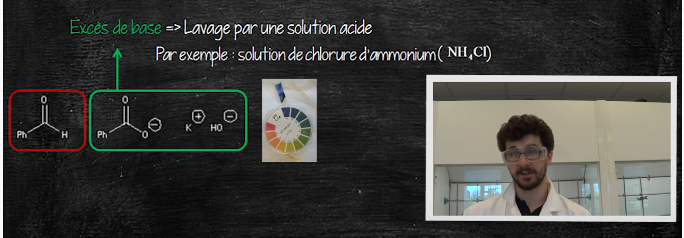 Excès de base => Lavage par une solution acide
Par exemple : solution de chlorure d'ammonium ( NH₄Cl)
O O
Ph H Ph O ⊖ K ⊕ HO ⊖